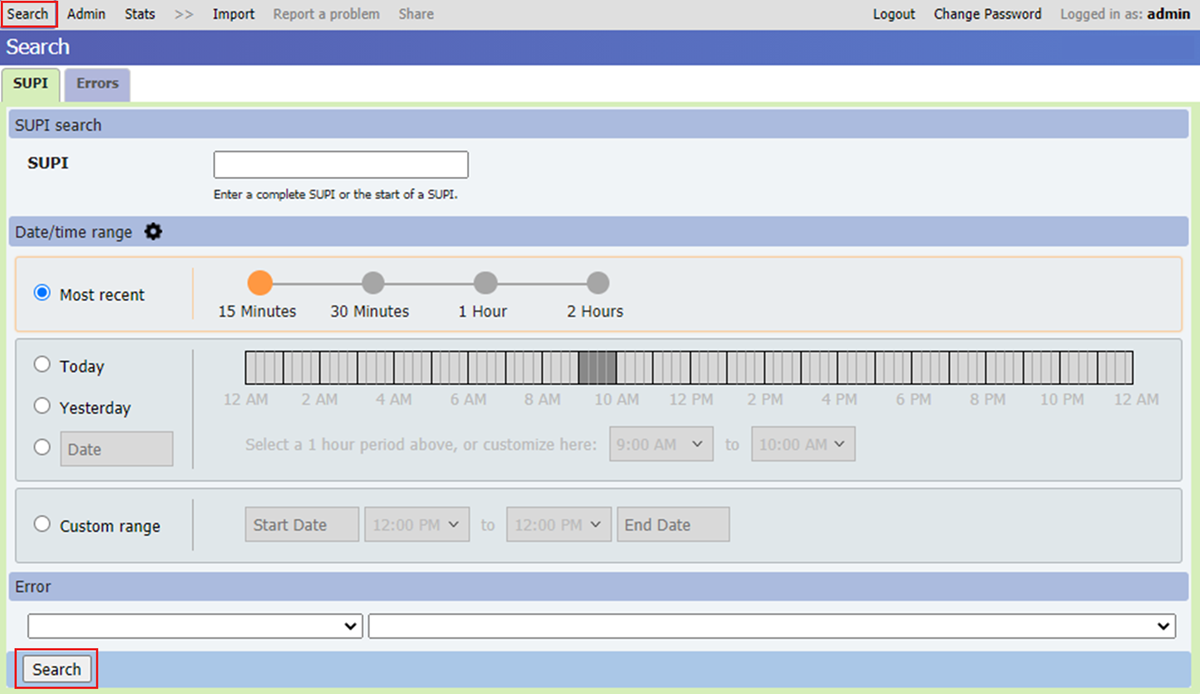 Search Admin Stats >> Import Report a problem Share Logout Change Password Logged in as: admin
Search
SUPI Errors
SUPI search
SUPI
Enter a complete SUPI or the start of a SUPI.
Date/time range
Most recent
15 Minutes 30 Minutes 1 Hour 2 Hours
Today
Yesterday
Date
12 AM 2 AM 4 AM 6 AM 8 AM 10 AM 12 PM 2 PM 4 PM 6 PM 8 PM 10 PM 12 AM
Select a 1 hour period above, or customize here: 9:00 AM to 10:00 AM
Custom range Start Date 12:00 PM to 12:00 PM End Date
Error
Search